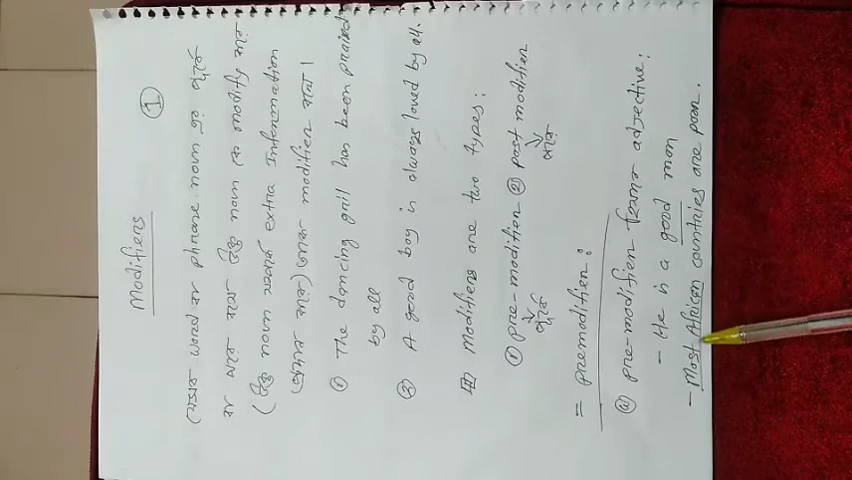 Modifiers
①
যেসব word বা phrase noun এর পূর্বে
বা পরে বসে উক্ত noun কে modify করে
(উক্ত noun সম্পর্কে extra Information
প্রদান করে) তাকে modifier বলে।
① The dancing gril has been praised
by all
② A good boy is always loved by all.
Modifiers are two types:
① pre-modifier ② post modifier
পূর্বে পরে
= premodifier:
pre-modifier হিসাবে adjective:
- He is a good man
- Most African countries are poor.